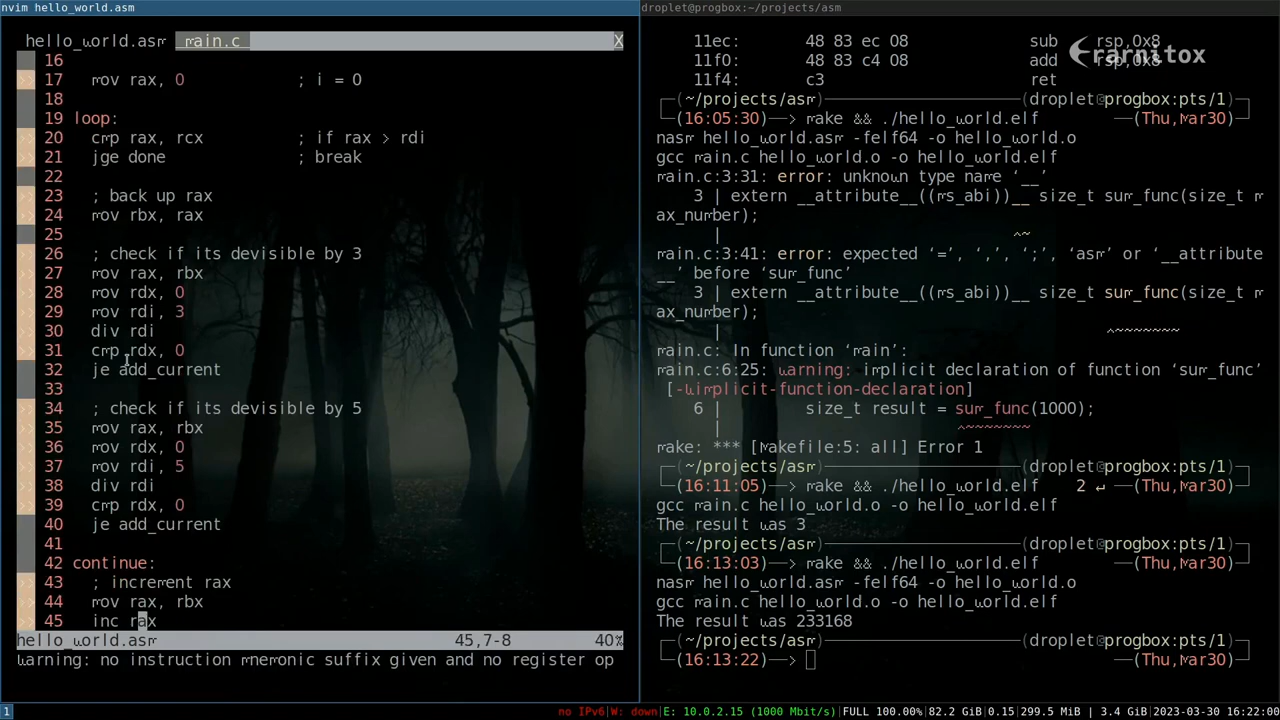 nvim hello_world.asm
hello_world.asm main.c X
16
17 mov rax, 0 ; i = 0
18
19 loop:
20 cmp rax, rcx ; if rax > rdi
21 jge done ; break
22
23 ; back up rax
24 mov rbx, rax
25
26 ; check if its devisible by 3
27 mov rax, rbx
28 mov rdx, 0
29 mov rdi, 3
30 div rdi
31 cmp rdx, 0
32 je add_current
33
34 ; check if its devisible by 5
35 mov rax, rbx
36 mov rdx, 0
37 mov rdi, 5
38 div rdi
39 cmp rdx, 0
40 je add_current
41
42 continue:
43 ; increment rax
44 mov rax, rbx
45 inc rax
hello_world.asm 45,7-8 40%
warning: no instruction mnemonic suffix given and no register op
droplet@progbox:~/projects/asm
11ec: 48 83 ec 08 sub rsp,0x8
11f0: 48 83 c4 08 add rsp,0x8
11f4: c3 ret
crarnitox
(~/projects/asm) (droplet@progbox:pts/1)
(16:05:30)─> make && ./hello_world.elf (Thu,Mar30)
nasm hello_world.asm -felf64 -o hello_world.o
gcc main.c hello_world.o -o hello_world.elf
main.c:3:31: error: unknown type name ‘__’
3 | extern __attribute__((ms_abi))__ size_t sum_func(size_t m
ax_number);
| ^~
main.c:3:41: error: expected ‘=’, ‘,’, ‘;’, ‘asm’ or ‘__attribute
__’ before ‘sum_func’
3 | extern __attribute__((ms_abi))__ size_t sum_func(size_t m
ax_number);
| ^~~~~~~~
main.c: In function ‘main’:
main.c:6:25: warning: implicit declaration of function ‘sum_func’
[-Wimplicit-function-declaration]
6 | size_t result = sum_func(1000);
| ^~~~~~~~
make: *** [Makefile:5: all] Error 1
(~/projects/asm) (droplet@progbox:pts/1)
(16:11:05)─> make && ./hello_world.elf 2 ↵ (Thu,Mar30)
gcc main.c hello_world.o -o hello_world.elf
The result was 3
(~/projects/asm) (droplet@progbox:pts/1)
(16:13:03)─> make && ./hello_world.elf (Thu,Mar30)
nasm hello_world.asm -felf64 -o hello_world.o
gcc main.c hello_world.o -o hello_world.elf
The result was 233168
(~/projects/asm) (droplet@progbox:pts/1)
(16:13:22)─> (Thu,Mar30)
1 no IPv6|W: down|E: 10.0.2.15 (1000 Mbit/s)|FULL 100.00%|82.2 GiB|0.15|299.5 MiB | 3.4 GiB|2023-03-30 16:22:00